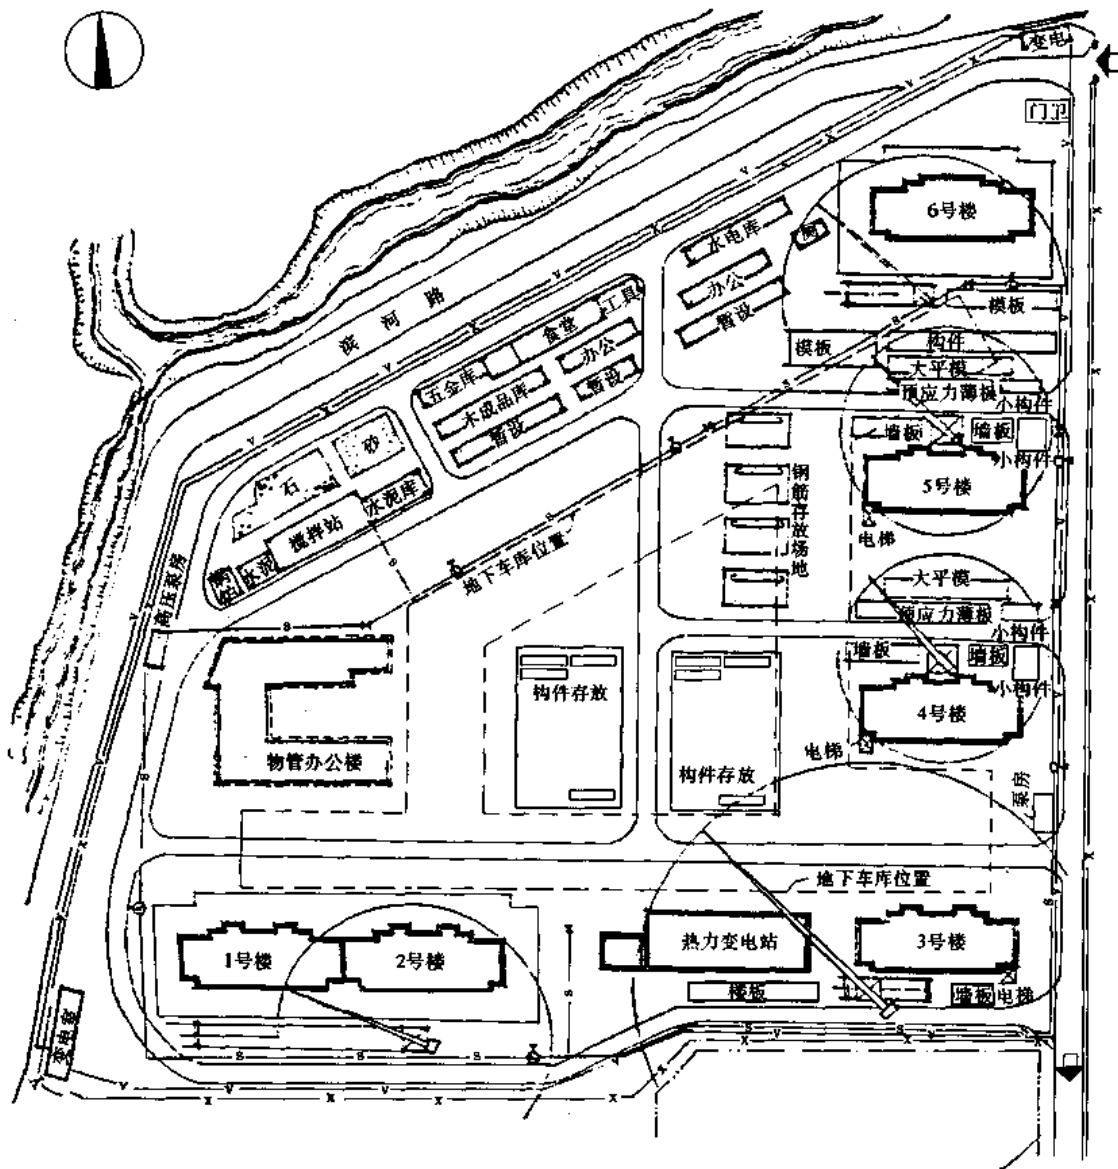 变电
门卫
6号楼
水电库
厕
办公
暂设
模板
滨河路
工具
食堂
办公
五金库
暂设
木成品库
暂设
模板
构件
大平模
预应力薄板
小构件
墙板
墙板
小构件
5号楼
电梯
砂
石
水泥库
搅拌站
水泥
高压泵房
地下车库位置
钢筋存放场地
大平模
预应力薄板
小构件
墙板
墙板
小构件
4号楼
电梯
构件存放
构件存放
物管办公楼
泵房
地下车库位置
1号楼
2号楼
热力变电站
3号楼
楼板
墙板
电梯
变电室